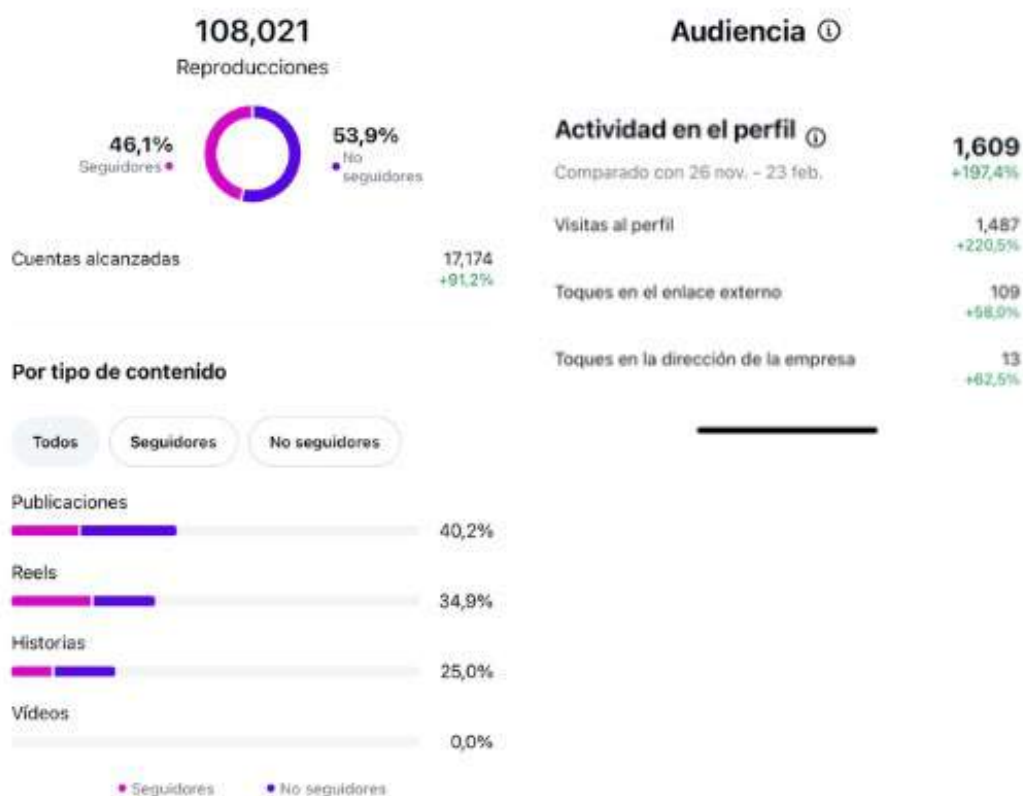 108,021
Reproducciones
46,1%
Seguidores
53,9%
No
seguidores
Cuentas alcanzadas
17,174
+91,2%
Por tipo de contenido
Todos
Seguidores
No seguidores
Publicaciones
40,2%
Reels
34,9%
Historias
25,0%
Vídeos
0,0%
Seguidores
No seguidores
Audiencia
Actividad en el perfil
1,609
Comparado con 26 nov. – 23 feb.
+197,4%
Visitas al perfil
1,487
+220,5%
Toques en el enlace externo
109
+58,0%
Toques en la dirección de la empresa
13
+62,5%